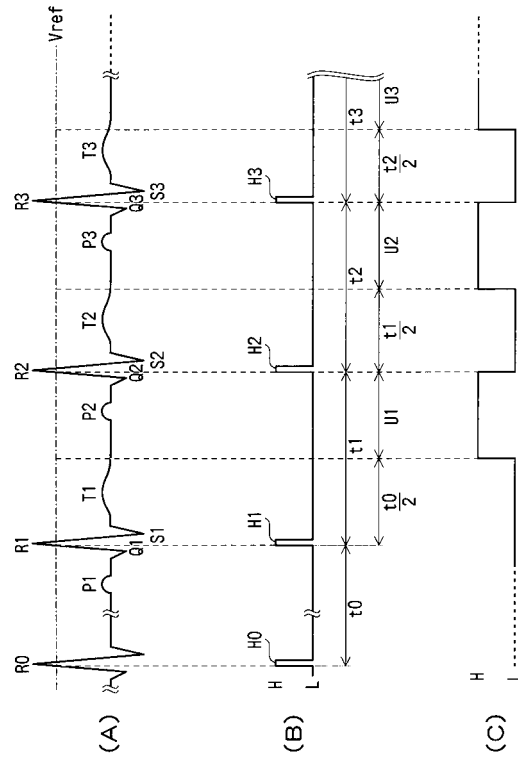 R0 R1 R2 R3
Vref
P1 T1 P2 T2 P3 T3
Q1 S1 Q2 S2 Q3 S3
(A)
H0 H1 H2 H3
H
L
(B)
t0 t1 t2 t3
t0/2 U1 t1/2 U2 t2/2 U3
H
L
(C)